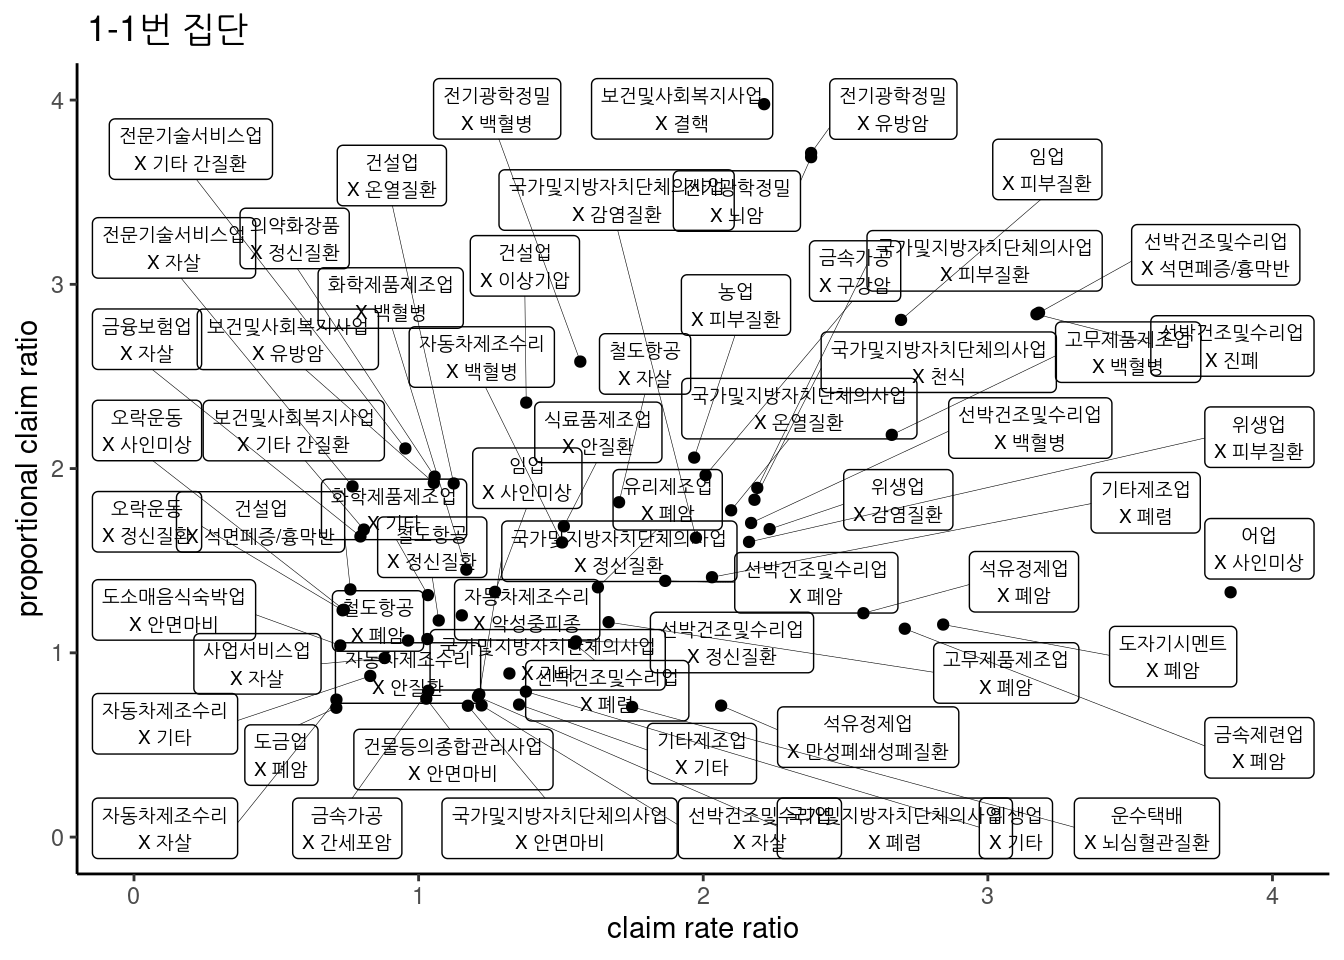 1-1번 집단
proportional claim ratio
4
3
2
1
0
전기광학정밀
X 백혈병
보건및사회복지사업
X 결핵
전기광학정밀
X 유방암
전문기술서비스업
X 기타 간질환
건설업
X 온열질환
임업
X 피부질환
국가및지방자치단체의사업
X 감염질환
전기광학정밀
X 뇌암
전문기술서비스업
X 자살
의약화장품
X 정신질환
건설업
X 이상기압
금속가공
X 구강암
국가및지방자치단체의사업
X 피부질환
선박건조및수리업
X 석면폐증/흉막반
화학제품제조업
X 백혈병
농업
X 피부질환
금융보험업
X 자살
보건및사회복지사업
X 유방암
자동차제조수리
X 백혈병
철도항공
X 자살
국가및지방자치단체의사업
X 천식
고무제품제조업
X 백혈병
선박건조및수리업
X 진폐
국가및지방자치단체의사업
X 온열질환
오락운동
X 사인미상
보건및사회복지사업
X 기타 간질환
식료품제조업
X 안질환
선박건조및수리업
X 백혈병
위생업
X 피부질환
임업
X 사인미상
유리제조업
X 폐암
위생업
X 감염질환
기타제조업
X 폐렴
오락운동
X 정신질환
건설업
X 석면폐증/흉막반
화학제품제조업
X 기타
철도항공
X 정신질환
국가및지방자치단체의사업
X 정신질환
어업
X 사인미상
선박건조및수리업
X 폐암
석유정제업
X 폐암
도소매음식숙박업
X 안면마비
철도항공
X 폐암
자동차제조수리
X 악성중피종
사업서비스업
X 자살
자동차제조수리
X 안질환
국가및지방자치단체의사업
X 기타
선박건조및수리업
X 정신질환
고무제품제조업
X 폐암
도자기시멘트
X 폐암
선박건조및수리업
X 폐렴
자동차제조수리
X 기타
도금업
X 폐암
건물등의종합관리사업
X 안면마비
기타제조업
X 기타
석유정제업
X 만성폐쇄성폐질환
금속제련업
X 폐암
자동차제조수리
X 자살
금속가공
X 간세포암
국가및지방자치단체의사업
X 안면마비
선박건조및수리업
X 자살
국가및지방자치단체의사업
X 폐렴
위생업
X 기타
운수택배
X 뇌심혈관질환
0
1
2
3
4
claim rate ratio